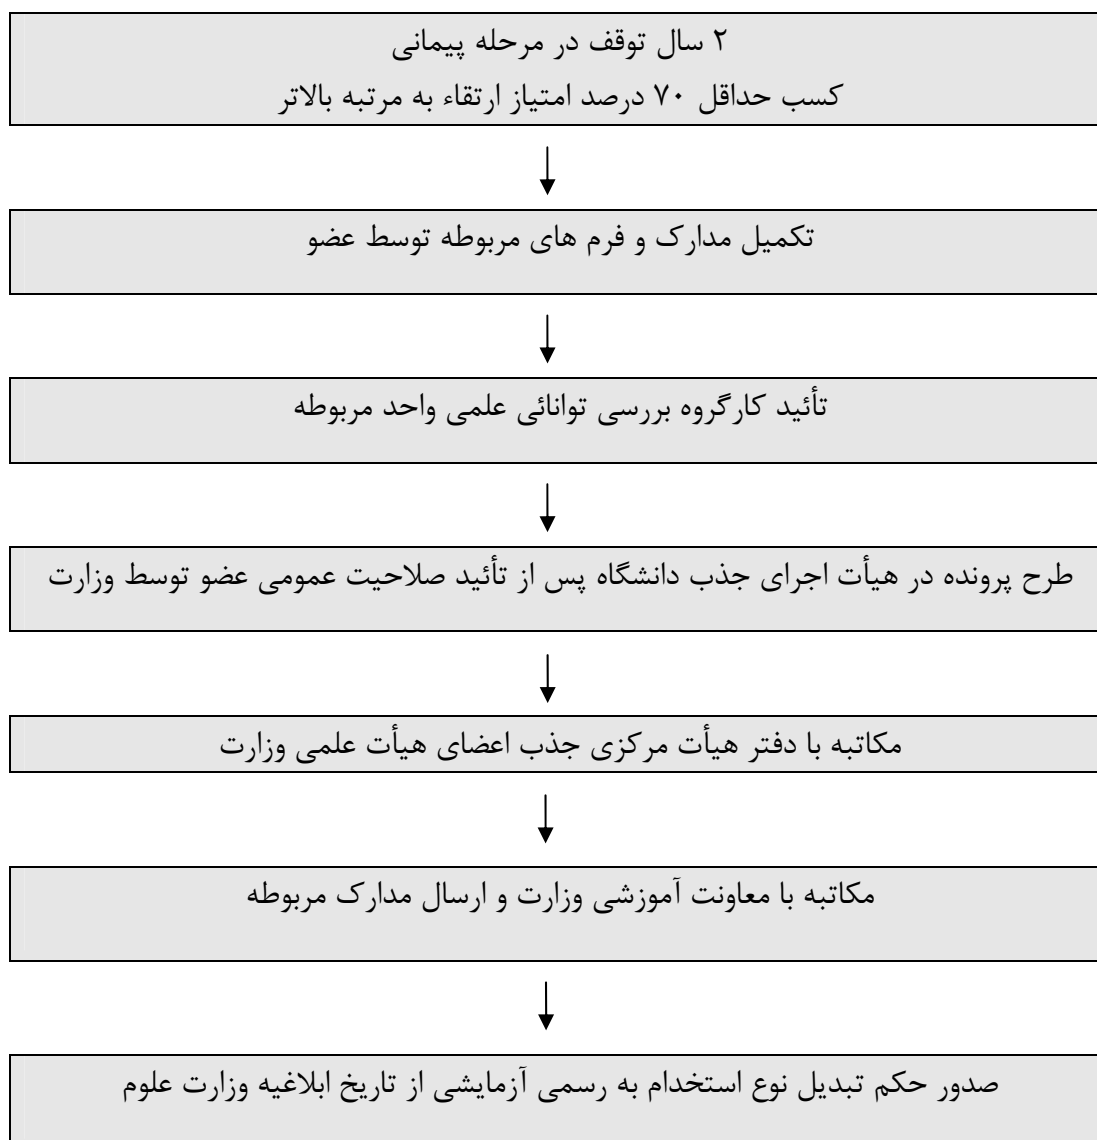 ۲ سال توقف در مرحله پیمانی
کسب حداقل ۷۰ درصد امتیاز ارتقاء به مرتبه بالاتر
تکمیل مدارک و فرم های مربوطه توسط عضو
تأئید کارگروه بررسی توانائی علمی واحد مربوطه
طرح پرونده در هیأت اجرای جذب دانشگاه پس از تأئید صلاحیت عمومی عضو توسط وزارت
مکاتبه با دفتر هیأت مرکزی جذب اعضای هیأت علمی وزارت
مکاتبه با معاونت آموزشی وزارت و ارسال مدارک مربوطه
صدور حکم تبدیل نوع استخدام به رسمی آزمایشی از تاریخ ابلاغیه وزارت علوم